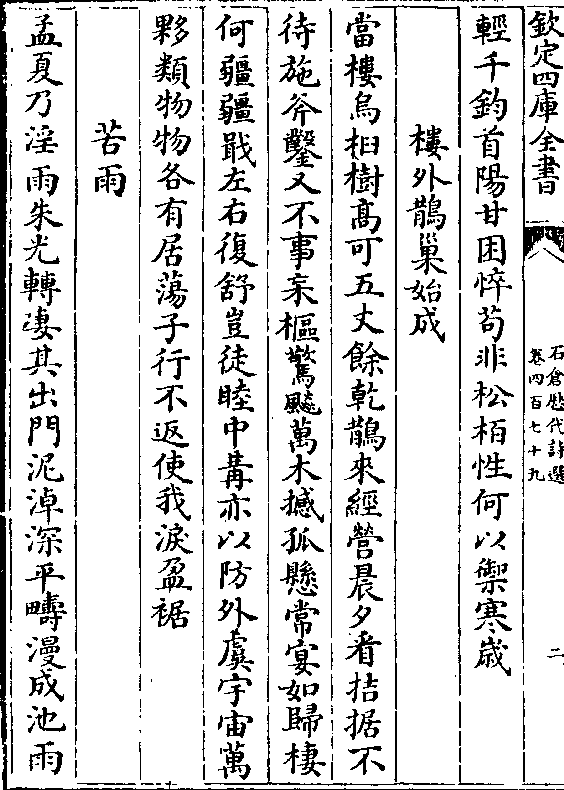 欽定四庫全書
石倉歷代詩選
卷四百七十九
二
輕千鈞首陽甘困悴苟非松栢性何以禦寒歲
樓外鵲巢始成
當樓烏桕樹高可五丈餘乾鵲來經營晨夕看拮据不
待施斧鑿又不事枽樞驚飈萬木撼孤懸常宴如歸棲
何疆疆戢左右復舒豈徒睦中冓亦以防外虞宇宙萬
夥類物物各有居蕩子行不返使我淚盈裾
苦雨
孟夏乃淫雨朱光轉凄其出門泥淖深平疇漫成池雨